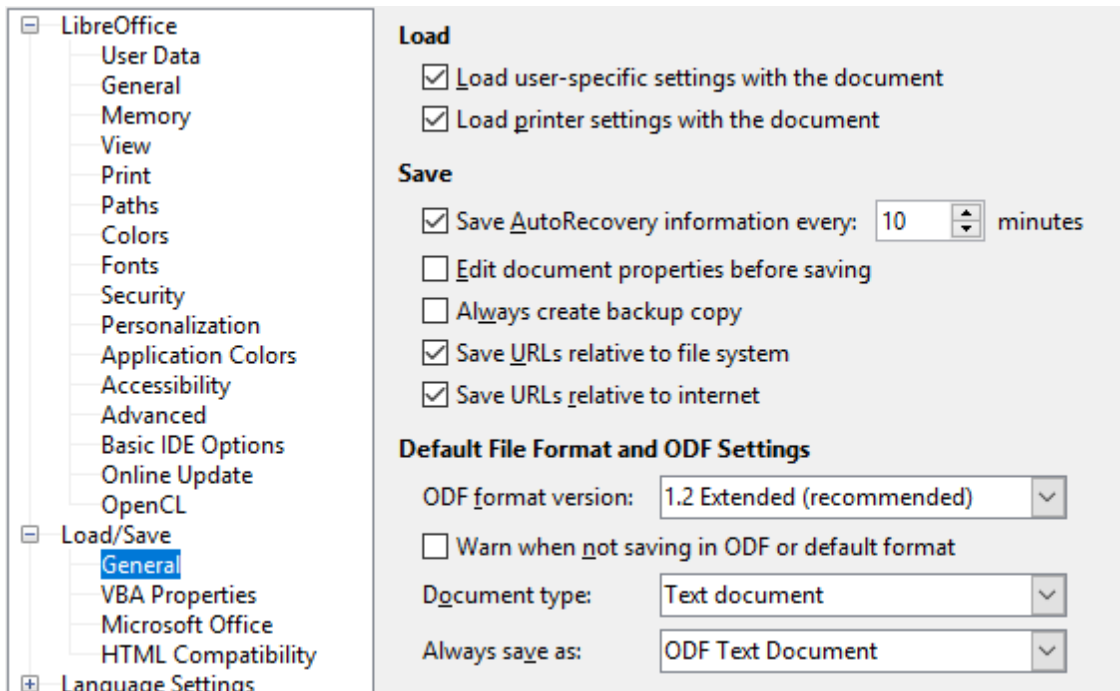 LibreOffice
User Data
General
Memory
View
Print
Paths
Colors
Fonts
Security
Personalization
Application Colors
Accessibility
Advanced
Basic IDE Options
Online Update
OpenCL
Load/Save
General
VBA Properties
Microsoft Office
HTML Compatibility
Language Settings
Load
Load user-specific settings with the document
Load printer settings with the document
Save
Save AutoRecovery information every: 10 minutes
Edit document properties before saving
Always create backup copy
Save URLs relative to file system
Save URLs relative to internet
Default File Format and ODF Settings
ODF format version: 1.2 Extended (recommended)
Warn when not saving in ODF or default format
Document type: Text document
Always save as: ODF Text Document